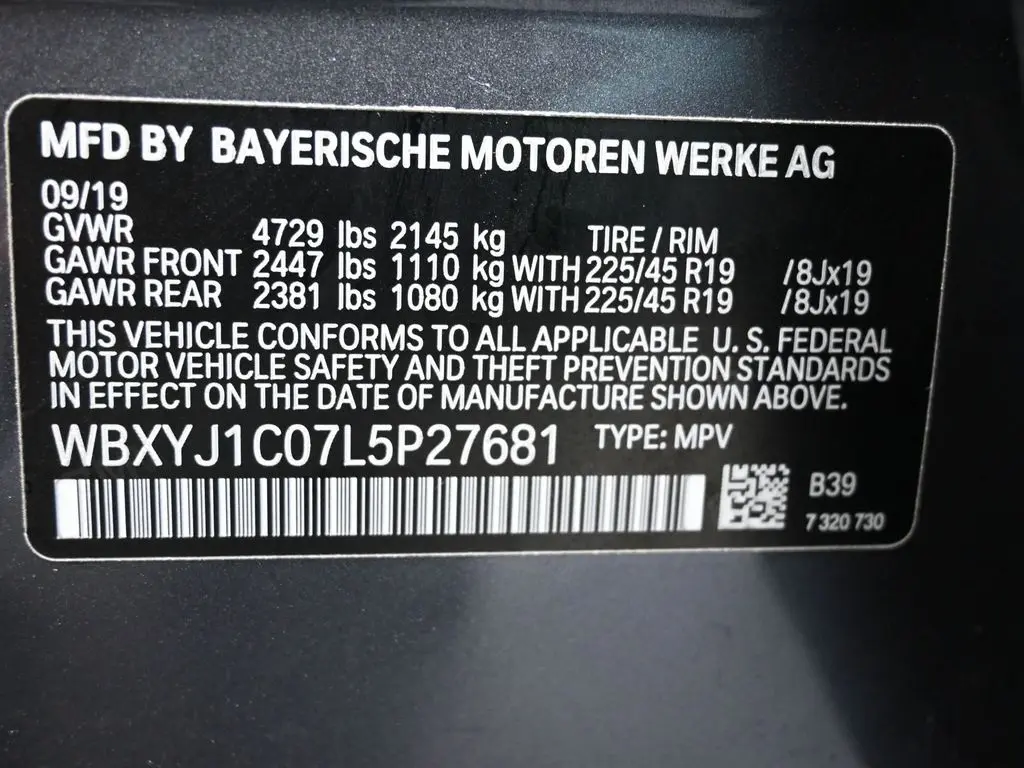 MFD BY BAYERISCHE MOTOREN WERKE AG
09/19
GVWR 4729 lbs 2145 kg TIRE / RIM
GAWR FRONT 2447 lbs 1110 kg WITH 225/45 R19 /8Jx19
GAWR REAR 2381 lbs 1080 kg WITH 225/45 R19 /8Jx19
THIS VEHICLE CONFORMS TO ALL APPLICABLE U. S. FEDERAL
MOTOR VEHICLE SAFETY AND THEFT PREVENTION STANDARDS
IN EFFECT ON THE DATE OF MANUFACTURE SHOWN ABOVE.
WBXYJ1C07L5P27681 TYPE: MPV
B39
7 320 730